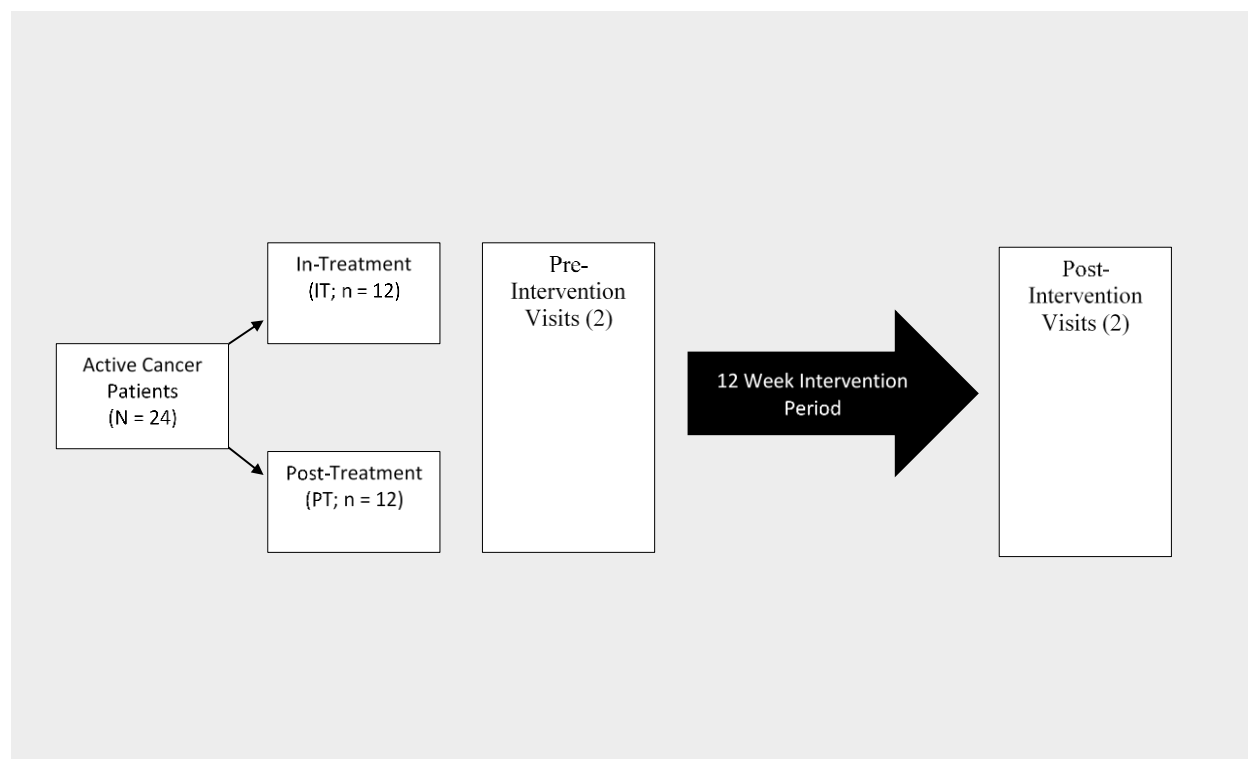 Active Cancer
Patients
(N = 24)
In-Treatment
(IT; n = 12)
Post-Treatment
(PT; n = 12)
Pre-
Intervention
Visits (2)
12 Week Intervention
Period
Post-
Intervention
Visits (2)